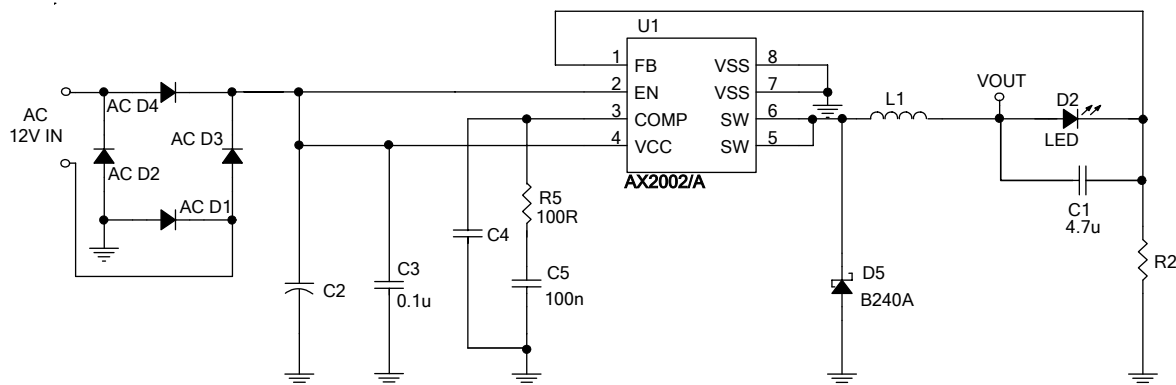 U1
1 FB VSS 8
AC D4
2 EN VSS 7
VOUT
L1
D2
AC
12V IN
AC D3
3 COMP SW 6
LED
4 VCC SW 5
AC D2
AX2002/A
R5
100R
AC D1
C1
4.7u
C4
C3
0.1u
C5
100n
C2
D5
B240A
R2